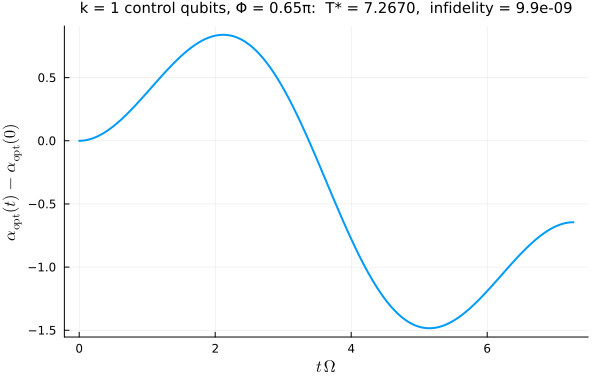 k = 1 control qubits, Φ = 0.65π:  T* = 7.2670,  infidelity = 9.9e-09
α_opt(t) − α_opt(0)
0.5
0.0
−0.5
−1.0
−1.5
0 2 4 6
t Ω